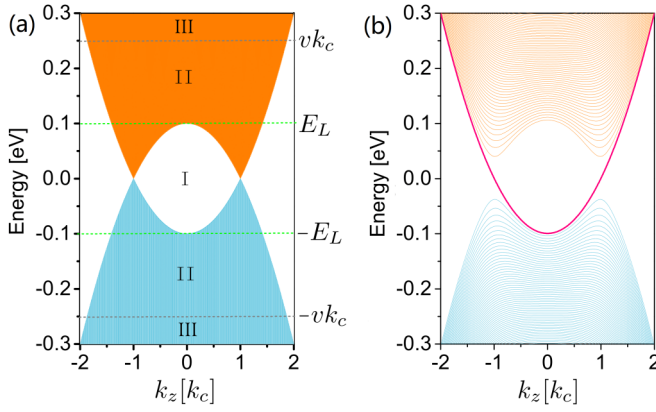 (a)
Energy [eV]
0.3
0.2
0.1
0.0
-0.1
-0.2
0.3
III
II
I
II
III
vk_c
E_L
-E_L
-vk_c
-2 -1 0 1 2
k_z[k_c]
(b)
Energy [eV]
0.3
0.2
0.1
0.0
-0.1
-0.2
0.3
-2 -1 0 1 2
k_z[k_c]